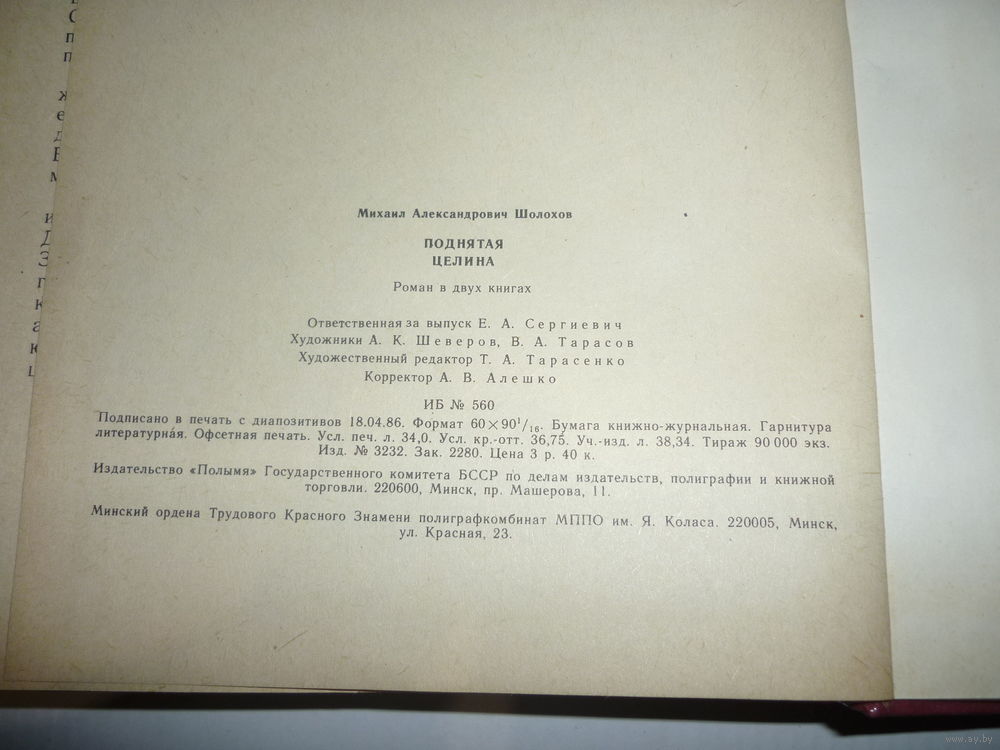 Михаил Александрович Шолохов
ПОДНЯТАЯ
ЦЕЛИНА
Роман в двух книгах
Ответственная за выпуск Е. А. Сергиевич
Художники А. К. Шеверов, В. А. Тарасов
Художественный редактор Т. А. Тарасенко
Корректор А. В. Алешко
ИБ № 560
Подписано в печать с диапозитивов 18.04.86. Формат 60×90¹/₁₆. Бумага книжно-журнальная. Гарнитура
литературная. Офсетная печать. Усл. печ. л. 34,0. Усл. кр.-отт. 36,75. Уч.-изд. л. 38,34. Тираж 90 000 экз.
Изд. № 3232. Зак. 2280. Цена 3 р. 40 к.
Издательство «Полымя» Государственного комитета БССР по делам издательств, полиграфии и книжной
торговли. 220600, Минск, пр. Машерова, 11.
Минский ордена Трудового Красного Знамени полиграфкомбинат МППО им. Я. Коласа. 220005, Минск,
ул. Красная, 23.
www.ay.by